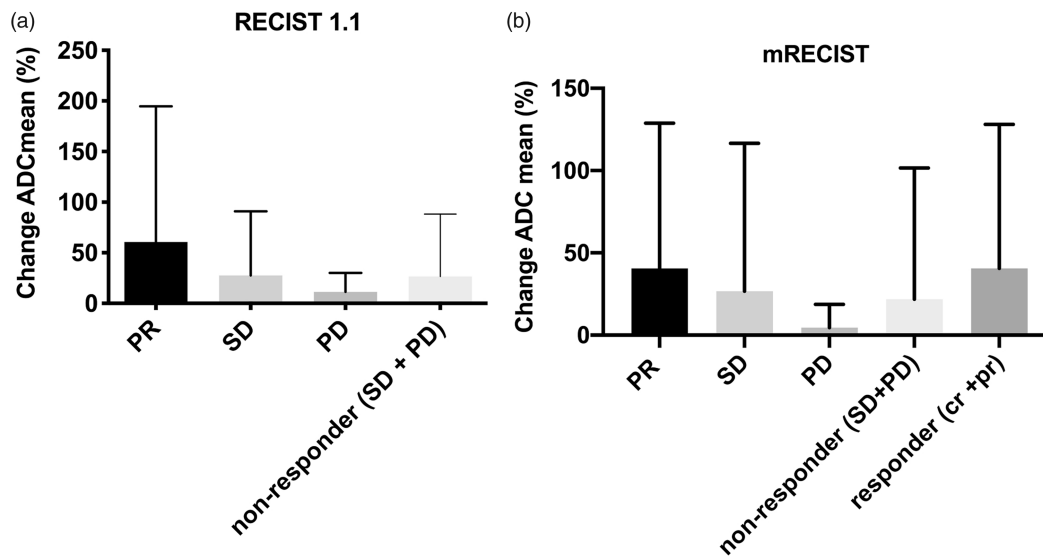 (a)
RECIST 1.1
Change ADCmean (%)
250
200
150
100
50
0
PR
SD
PD
non-responder (SD + PD)
(b)
mRECIST
Change ADC mean (%)
150
100
50
0
PR
SD
PD
non-responder (SD+PD)
responder (cr +pr)